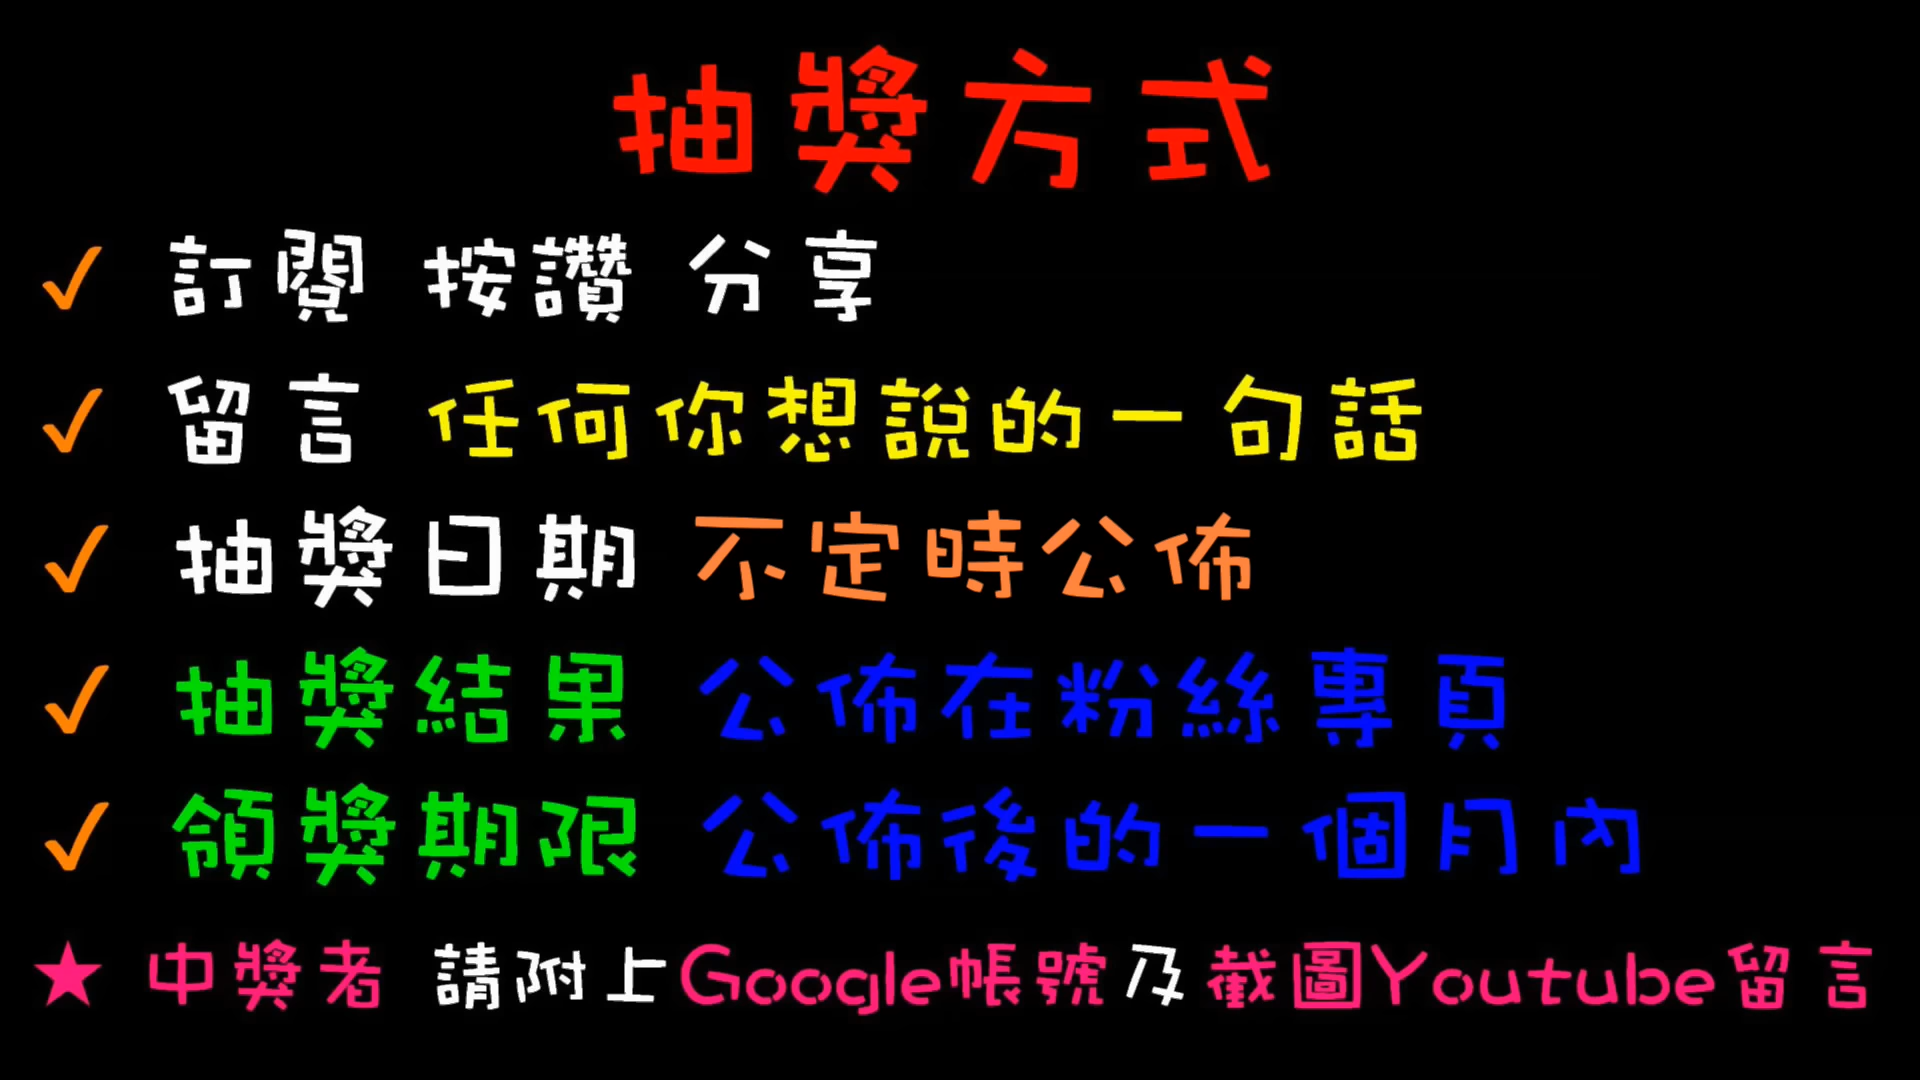 抽獎方式
✓ 訂閱 按讚 分享
✓ 留言 任何你想說的一句話
✓ 抽獎日期 不定時公佈
✓ 抽獎結果 公佈在粉絲專頁
✓ 領獎期限 公佈後的一個月內
★ 中獎者 請附上Google帳號及截圖Youtube留言